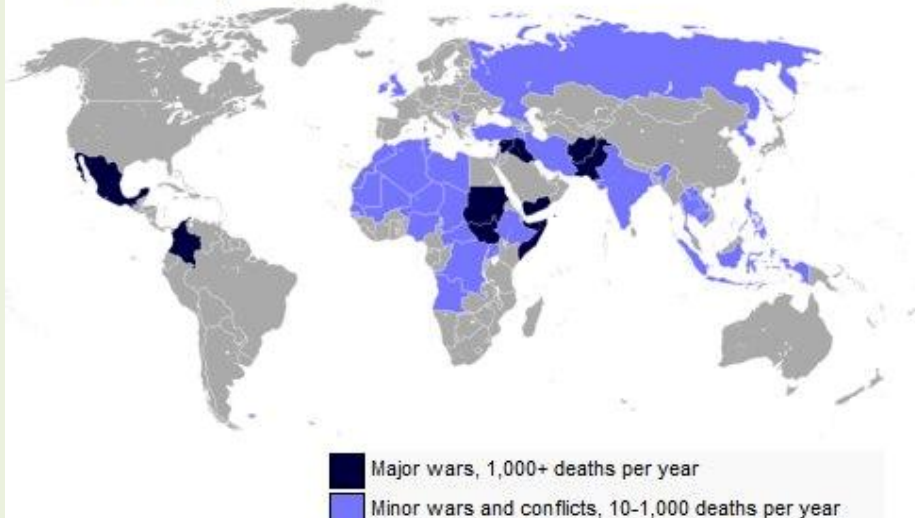 Major wars, 1,000+ deaths per year
Minor wars and conflicts, 10-1,000 deaths per year